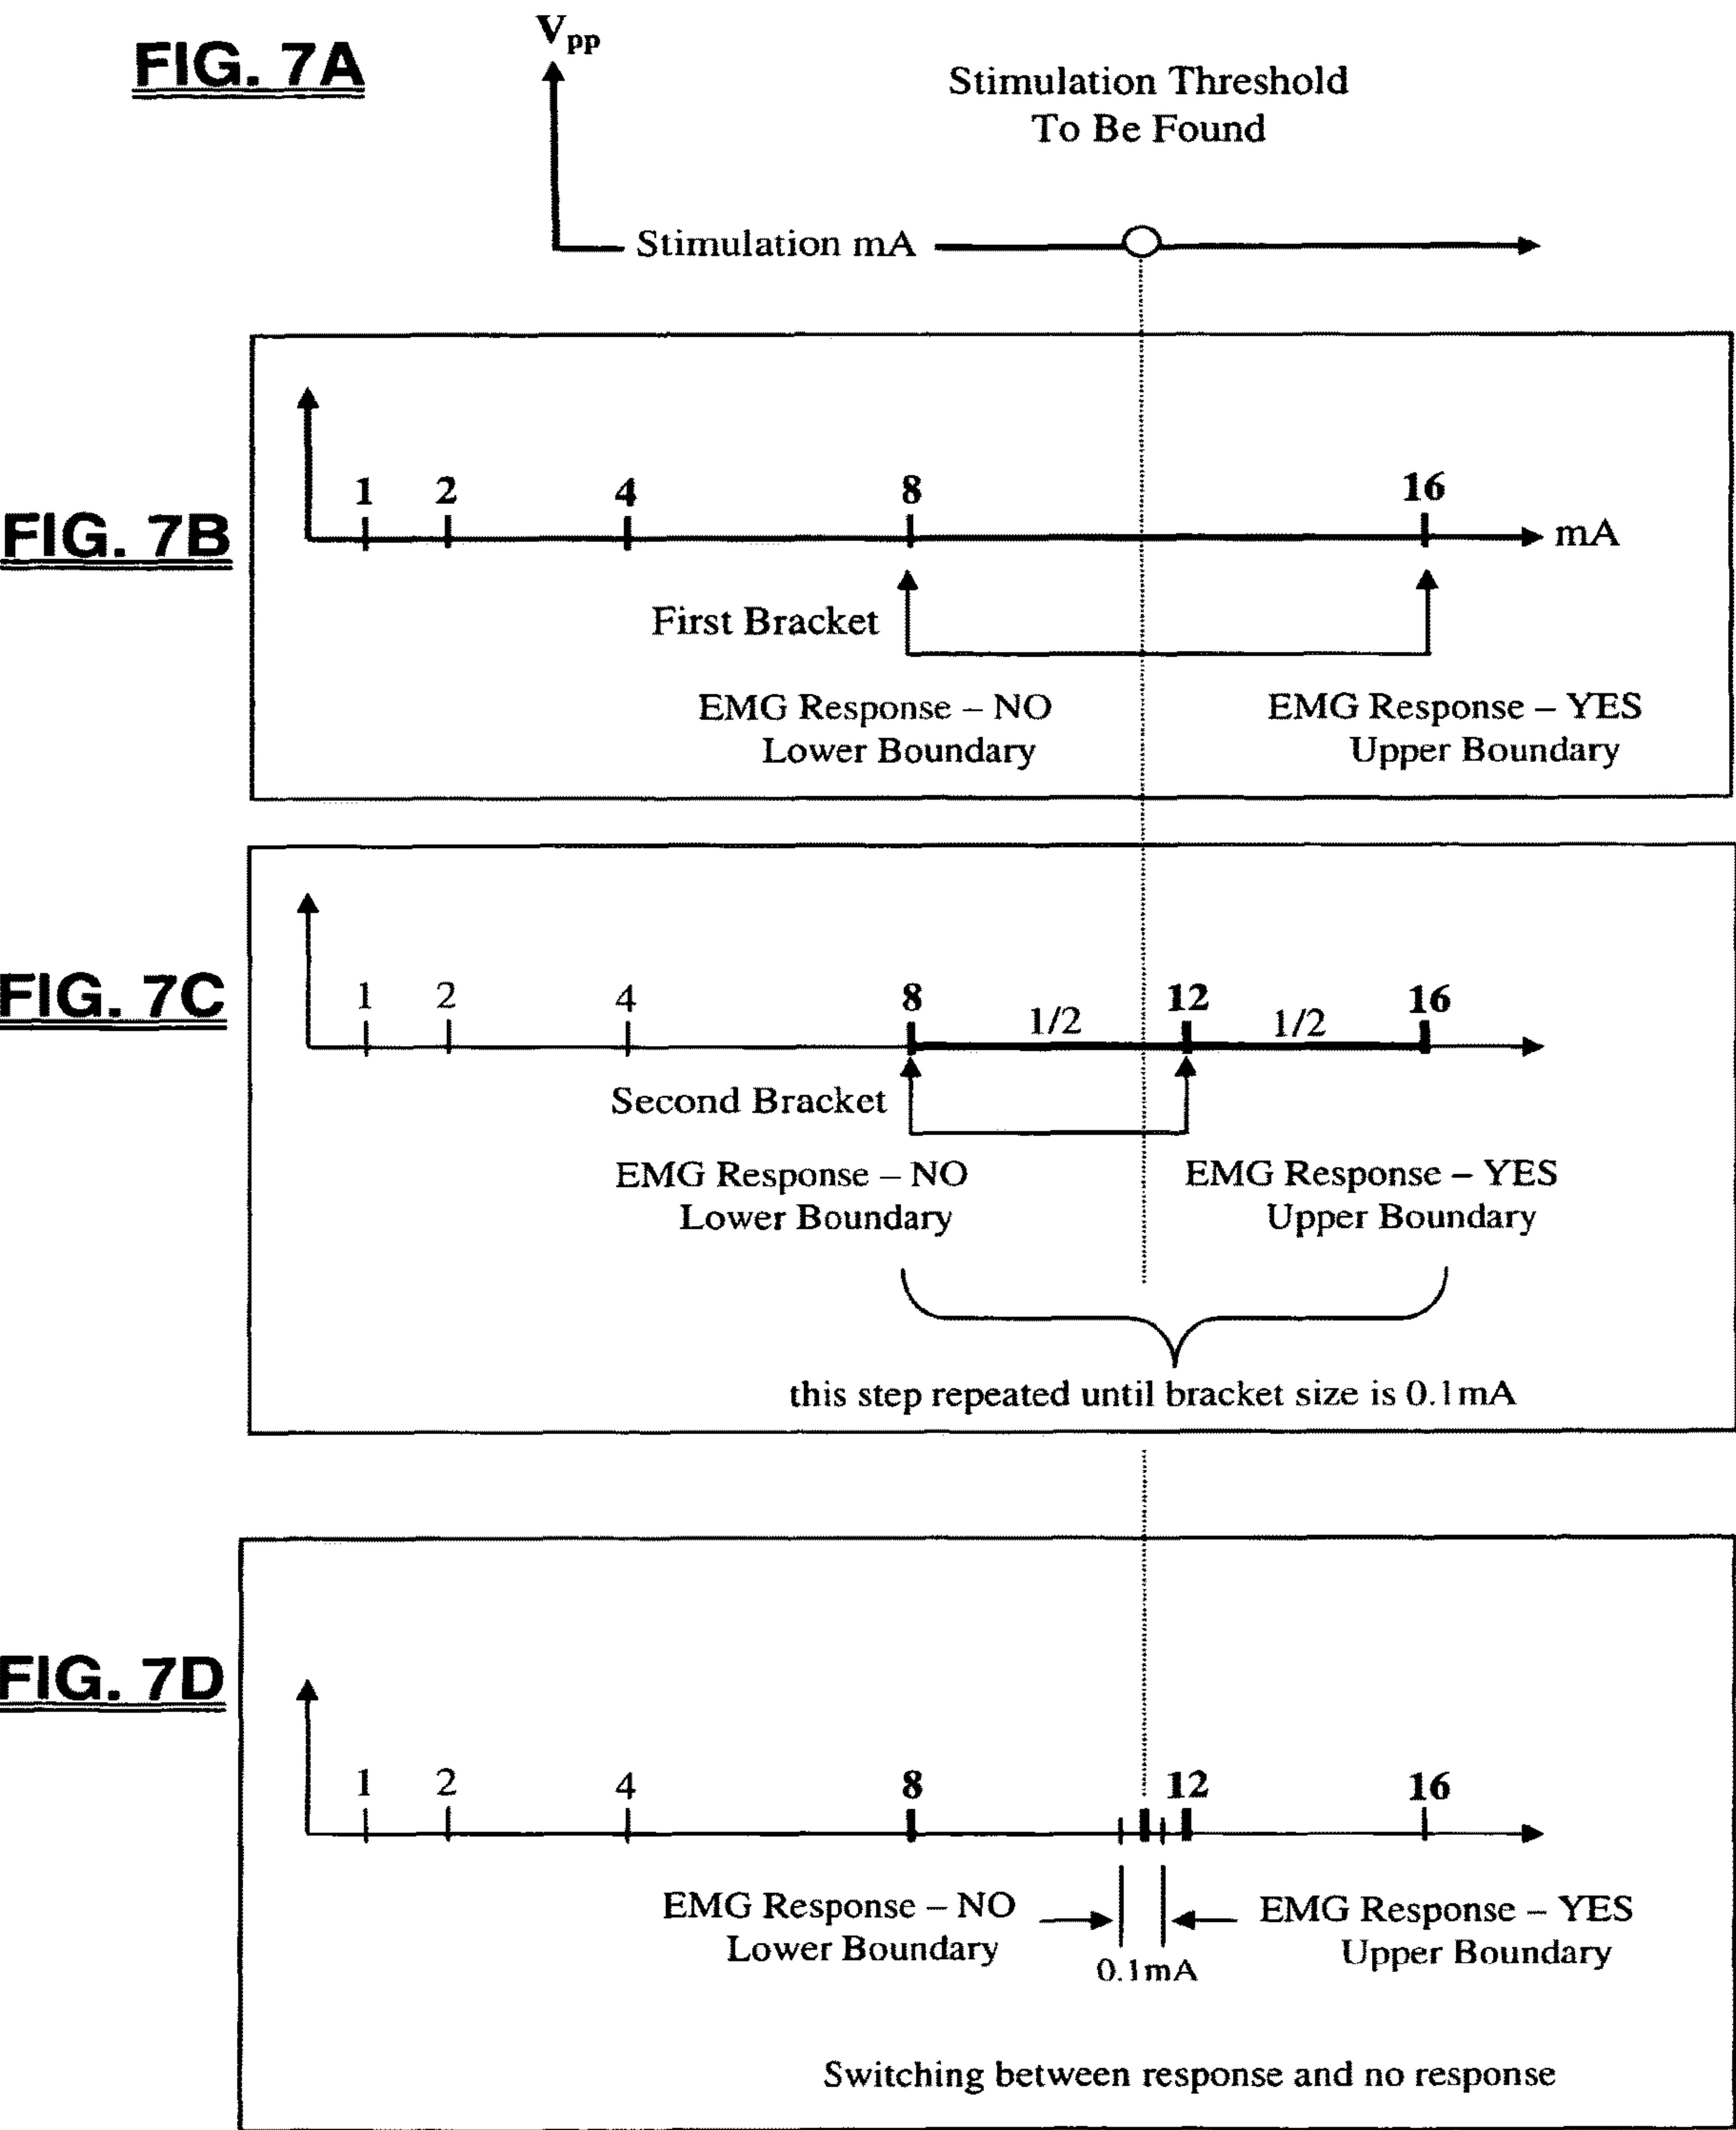 FIG. 7A
Vpp
Stimulation Threshold
To Be Found
Stimulation mA
FIG. 7B
1 2 4 8 16
mA
First Bracket
EMG Response – NO
Lower Boundary
EMG Response – YES
Upper Boundary
FIG. 7C
1 2 4 8 12 16
1/2 1/2
Second Bracket
EMG Response – NO
Lower Boundary
EMG Response – YES
Upper Boundary
this step repeated until bracket size is 0.1mA
FIG. 7D
1 2 4 8 12 16
EMG Response – NO
Lower Boundary
0.1mA
EMG Response – YES
Upper Boundary
Switching between response and no response